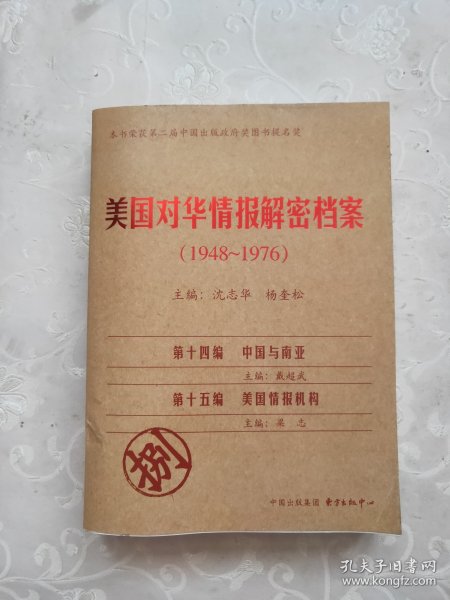 本书荣获第二届中国出版政府奖图书提名奖
美国对华情报解密档案
(1948~1976)
主编：沈志华 杨奎松
第十四编 中国与南亚
主编：戴超武
第十五编 美国情报机构
主编：梁志
捌
中国出版集团 东方出版中心
孔夫子旧书网
www.kongfz.com